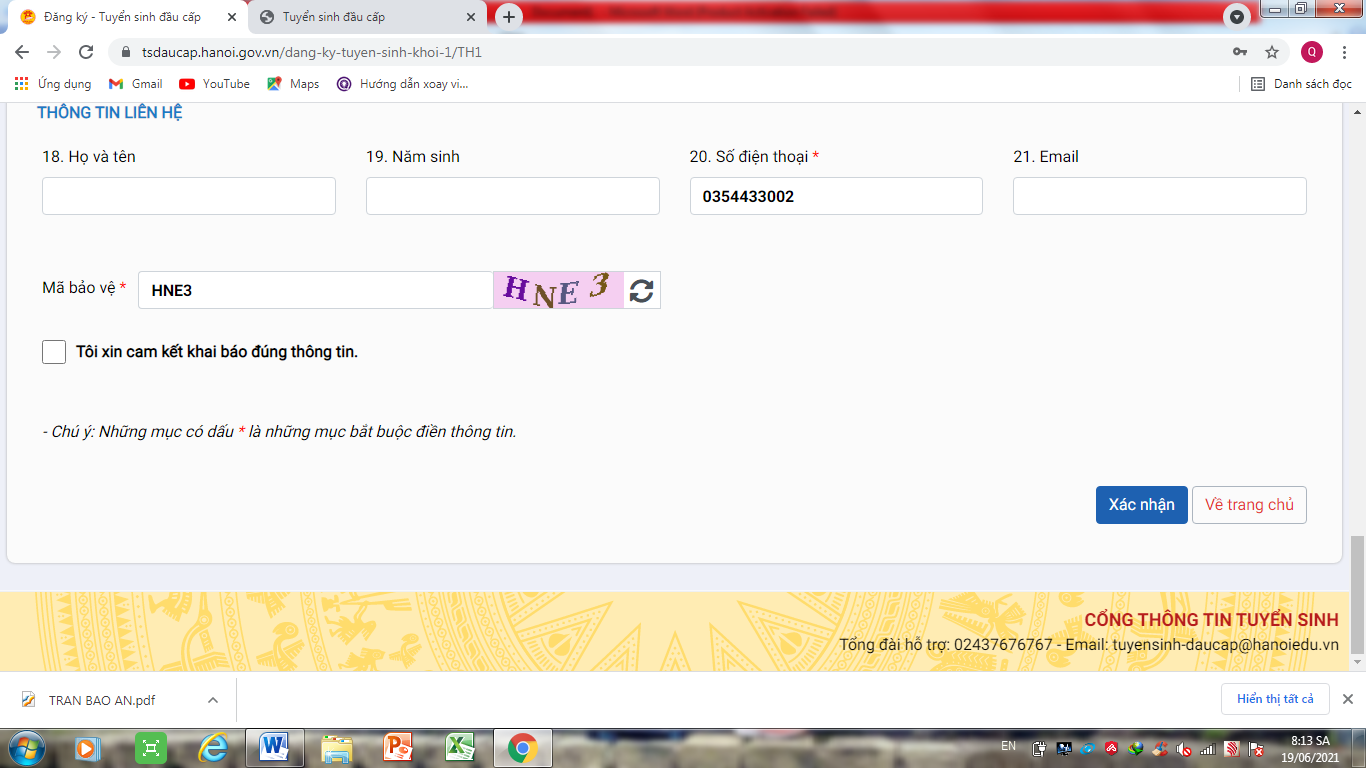 Đăng ký - Tuyển sinh đầu cấp
Tuyển sinh đầu cấp
tsdaucap.hanoi.gov.vn/dang-ky-tuyen-sinh-khoi-1/TH1
Q
Ứng dụng
Gmail
YouTube
Maps
Hướng dẫn xoay vi...
Danh sách đọc
THÔNG TIN LIÊN HỆ
18. Họ và tên
19. Năm sinh
20. Số điện thoại *
21. Email
0354433002
Mã bảo vệ *
HNE3
HNE3
Tôi xin cam kết khai báo đúng thông tin.
- Chú ý: Những mục có dấu * là những mục bắt buộc điền thông tin.
Xác nhận
Về trang chủ
CỔNG THÔNG TIN TUYỂN SINH
Tổng đài hỗ trợ: 02437676767 - Email: tuyensinh-daucap@hanoiedu.vn
TRAN BAO AN.pdf
Hiển thị tất cả
EN
8:13 SA
19/06/2021